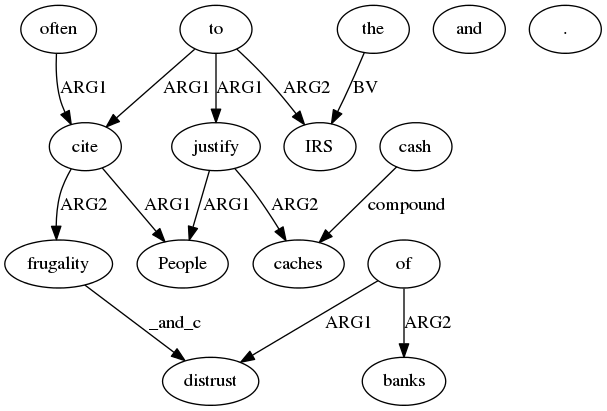 often to the and .
ARG1 ARG1 ARG1 ARG2 BV
cite justify IRS cash
ARG2 ARG1 ARG1 ARG2 compound
frugality People caches of
_and_c ARG1 ARG2
distrust banks